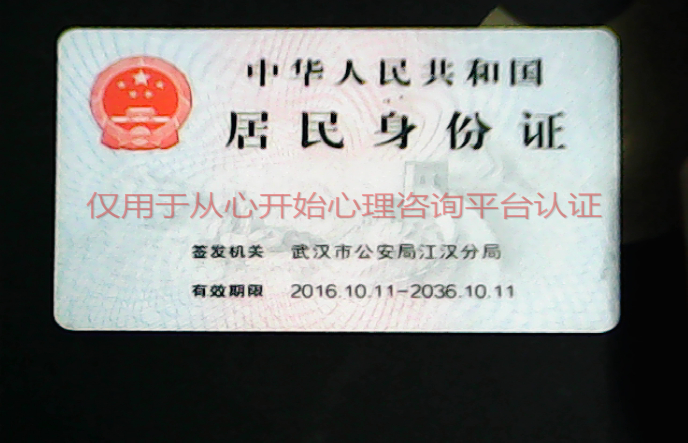 中华人民共和国
居民身份证
仅用于从心开始心理咨询平台认证
签发机关 武汉市公安局江汉分局
有效期限 2016.10.11-2036.10.11